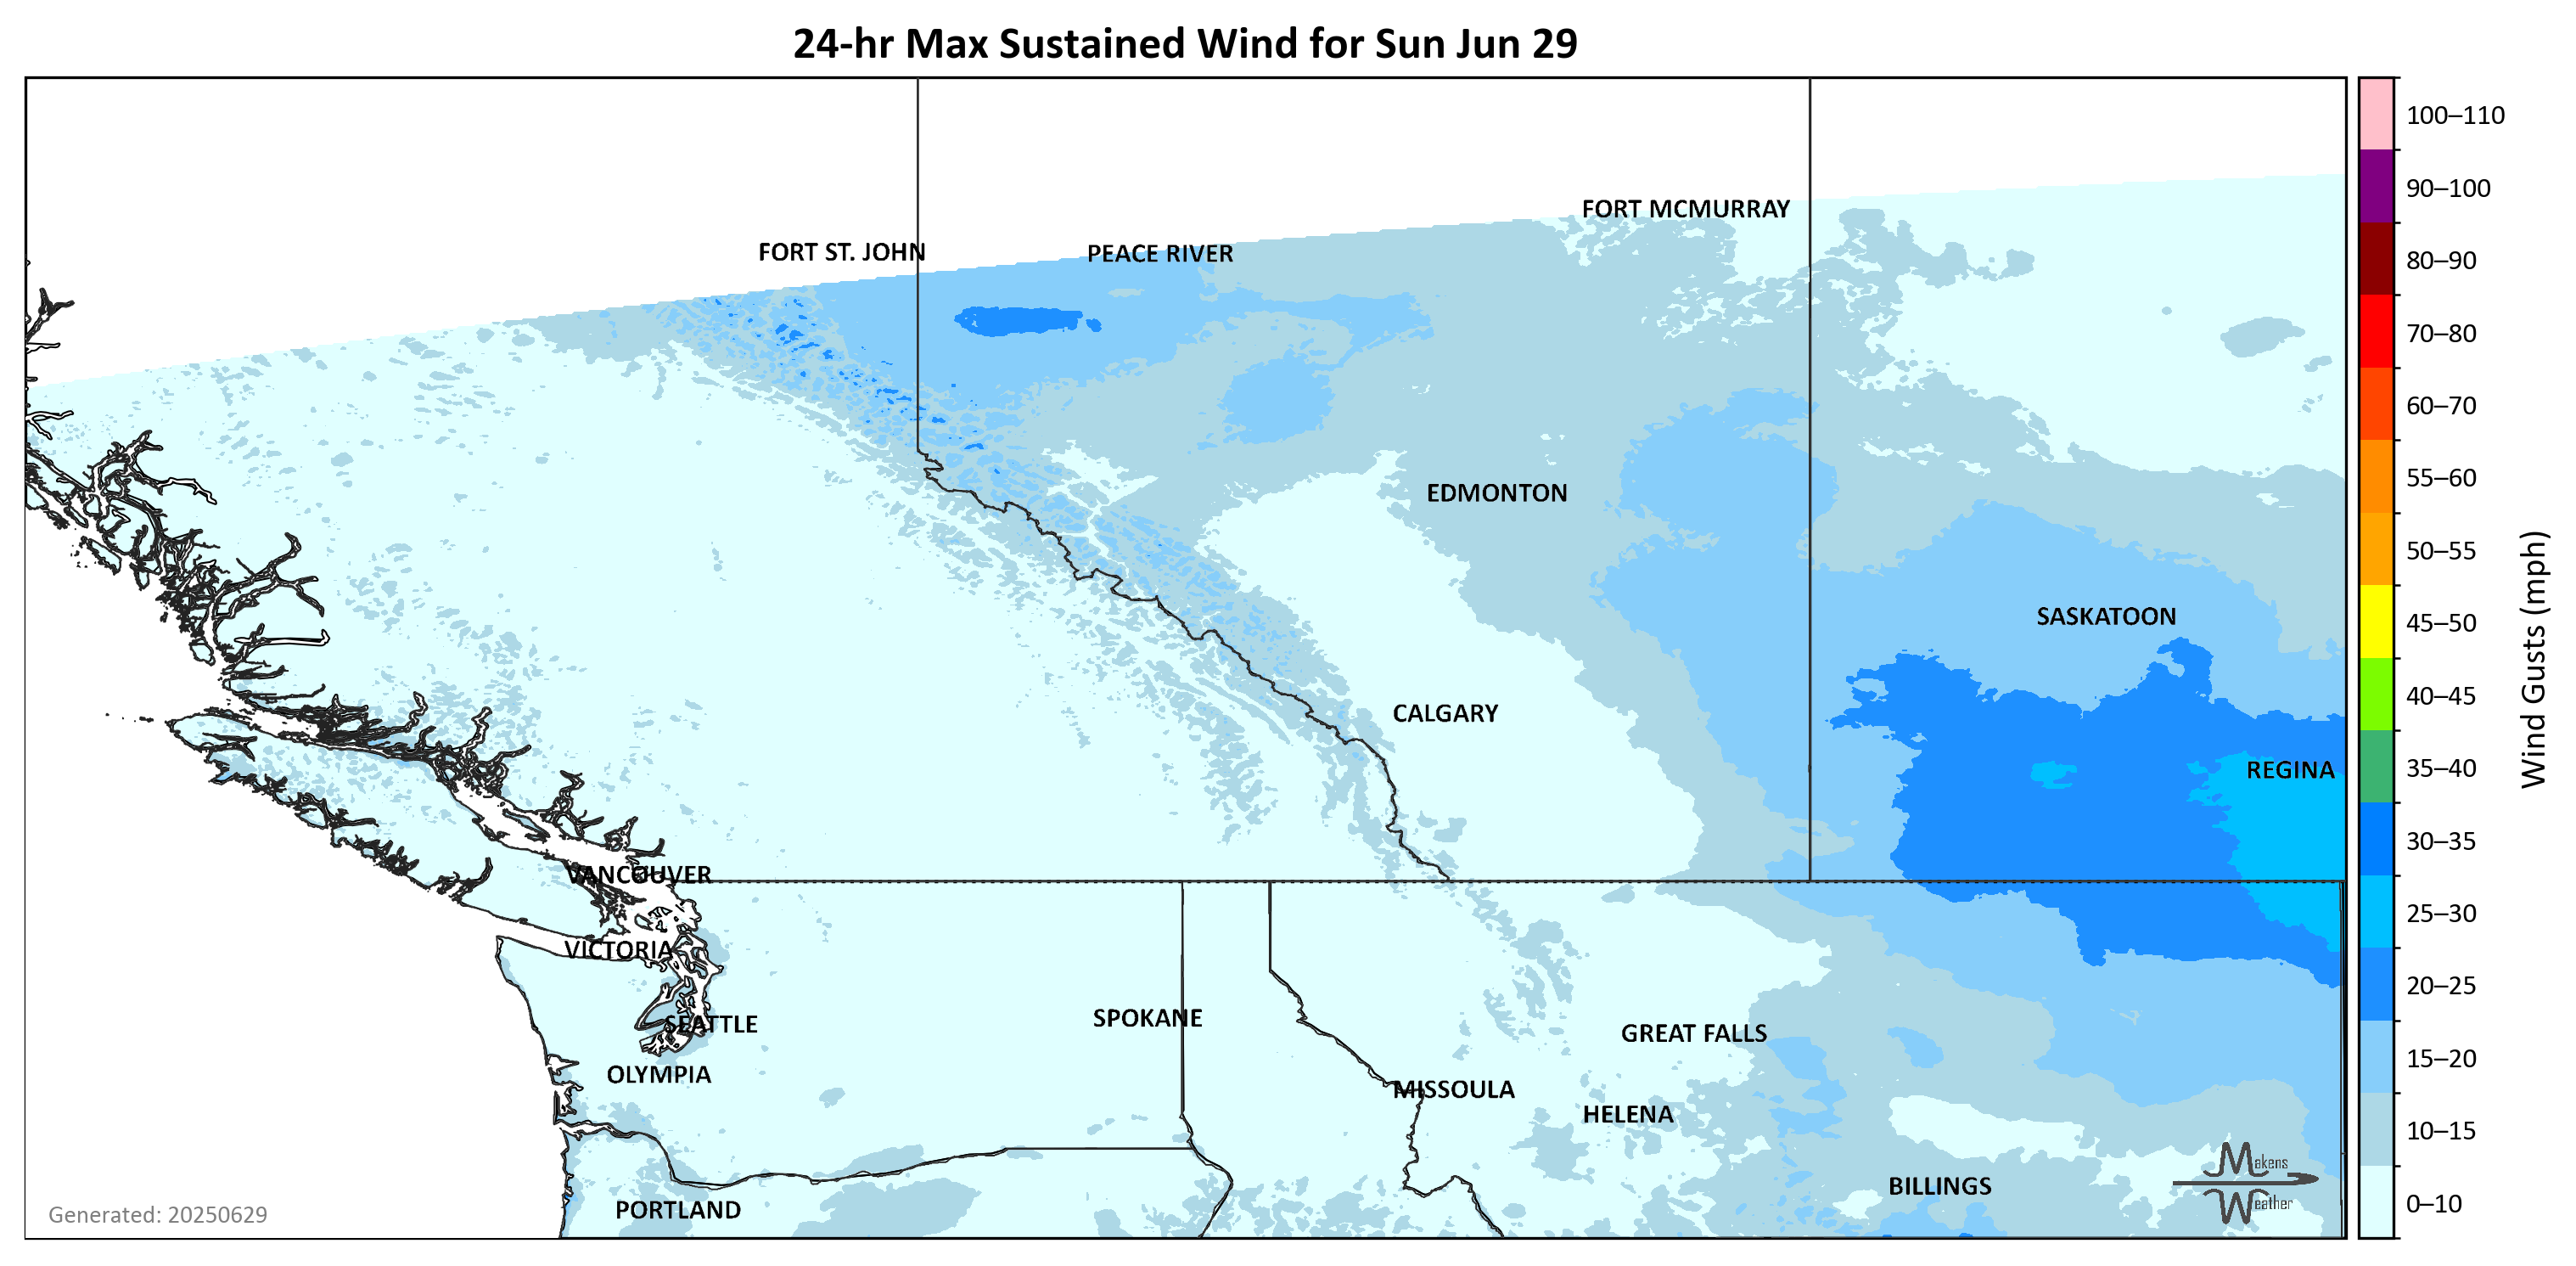 24-hr Max Sustained Wind for Sun Jun 29
FORT MCMURRAY
FORT ST. JOHN
PEACE RIVER
EDMONTON
SASKATOON
CALGARY
REGINA
VANCOUVER
VICTORIA
SPOKANE
SEATTLE
GREAT FALLS
OLYMPIA
MISSOULA
HELENA
BILLINGS
PORTLAND
Generated: 20250629
Makens
Weather
100–110
90–100
80–90
70–80
60–70
55–60
50–55
45–50
40–45
35–40
30–35
25–30
20–25
15–20
10–15
0–10
Wind Gusts (mph)